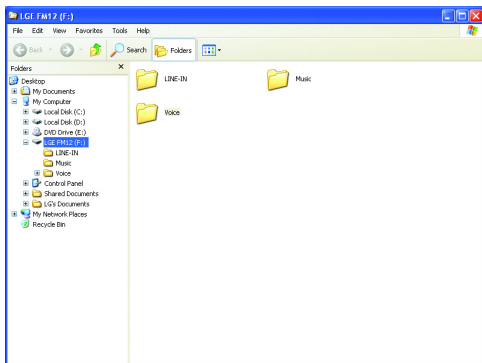 LGE FM12 (F:)
File Edit View Favorites Tools Help
Back Search Folders
Folders
Desktop
My Documents
My Computer
Local Disk (C:)
Local Disk (D:)
DVD Drive (E:)
LGE FM12 (F:)
LINE-IN
Music
Voice
Control Panel
Shared Documents
LG's Documents
My Network Places
Recycle Bin
LINE-IN
Music
Voice